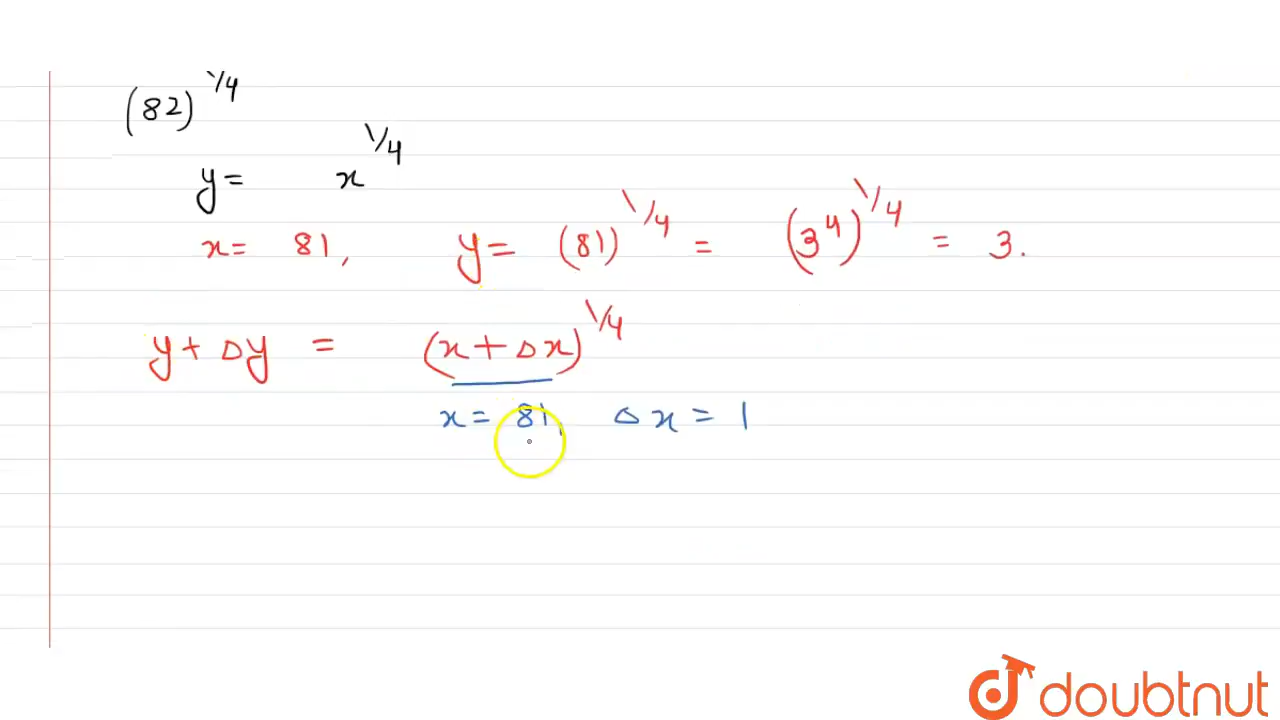 (82)^1/4
y = x^1/4
x = 81, y = (81)^1/4 = (3^4)^1/4 = 3.
y + Δy = (x + Δx)^1/4
x = 81, Δx = 1
doubtnut